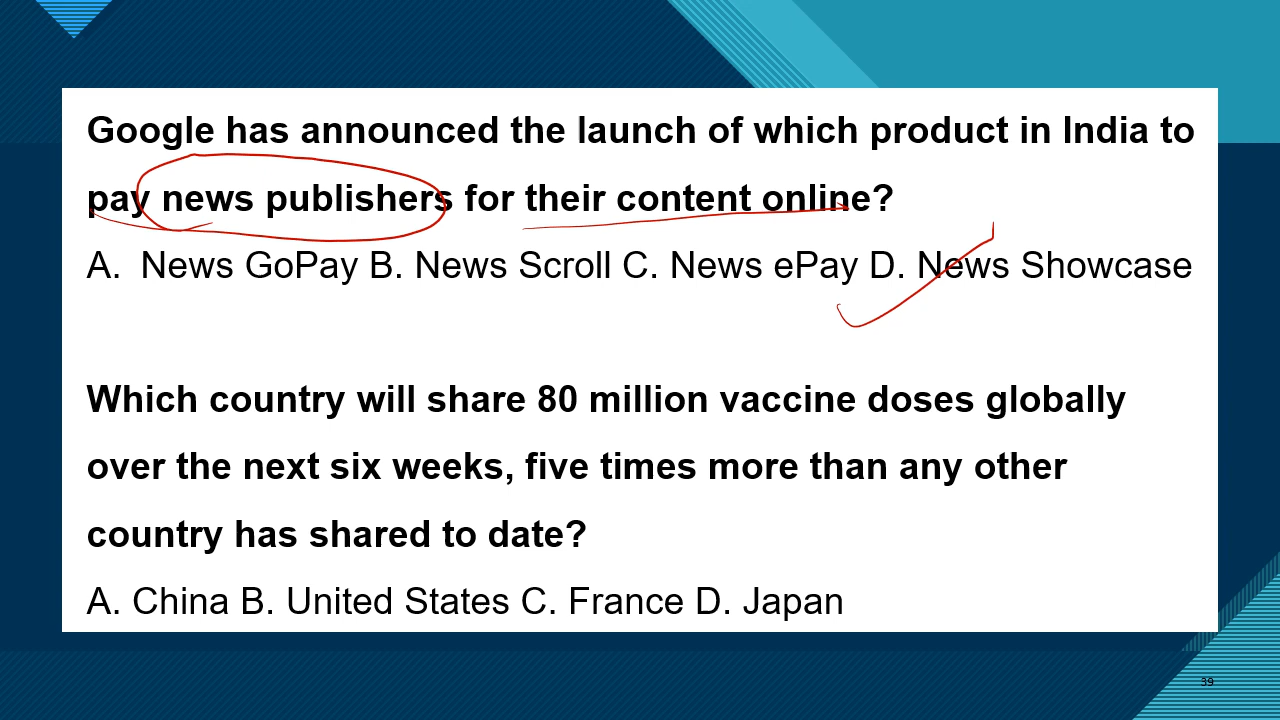 Google has announced the launch of which product in India to
pay news publishers for their content online?
A.  News GoPay B. News Scroll C. News ePay D. News Showcase
Which country will share 80 million vaccine doses globally
over the next six weeks, five times more than any other
country has shared to date?
A. China B. United States C. France D. Japan
39